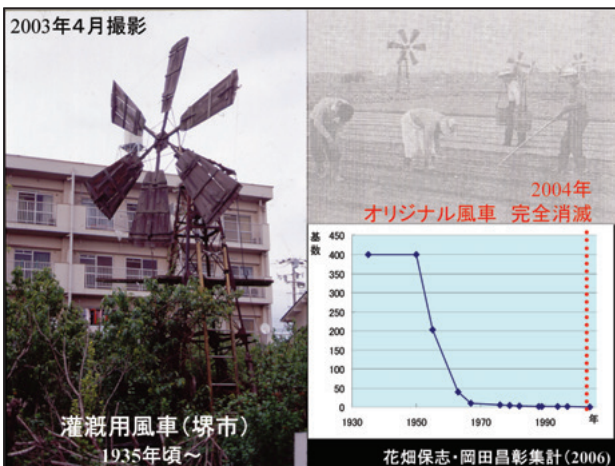 2003年4月撮影
2004年
オリジナル風車 完全消滅
基数
450
400
350
300
250
200
150
100
50
0
1930
1950
1970
1990
年
灌漑用風車(堺市)
1935年頃~
花畑保志・岡田昌彰集計(2006)